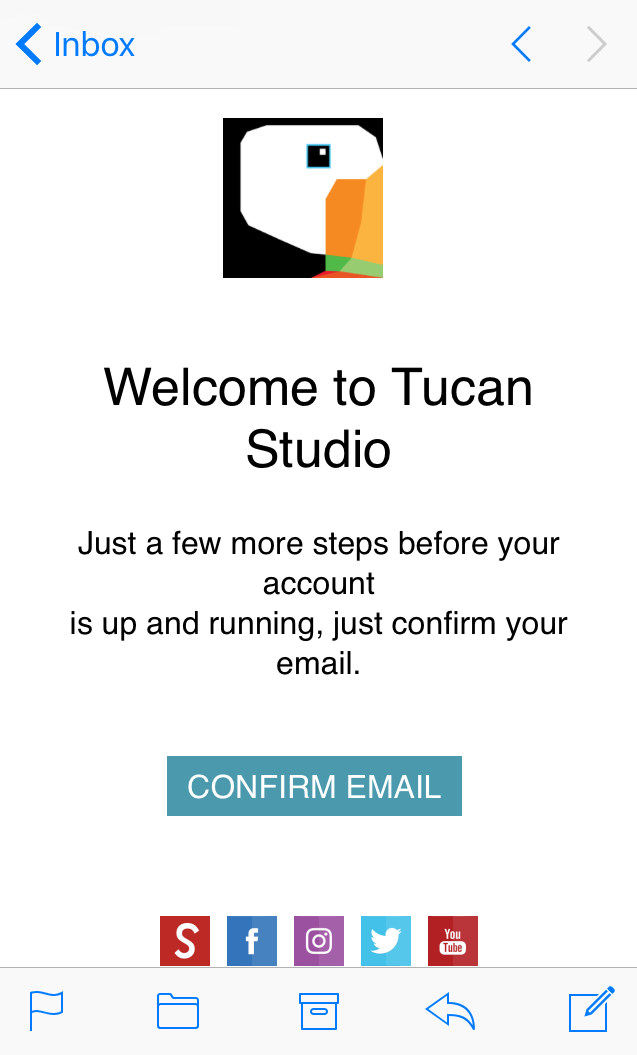 Inbox
Welcome to Tucan
Studio
Just a few more steps before your
account
is up and running, just confirm your
email.
CONFIRM EMAIL
S
f
You
Tube